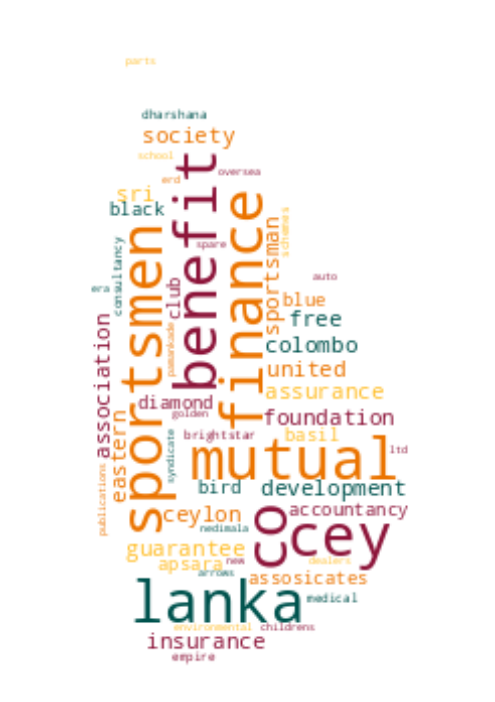 parts
dharshana
society
school
oversea
erd
sri
benefit
black
finance
sportsmen
consultancy
spare
sportsman
schemes
auto
era
club
blue
free
association
pamankade
colombo
united
diamond
assurance
golden
foundation
eastern
brightstar
basil
syndicate
mutual
ltd
publications
bird
development
ceylon
co
accountancy
nedimala
cey
guarantee
apsara
new
dealers
arrows
assosicates
lanka
medical
environmental
childrens
insurance
empire